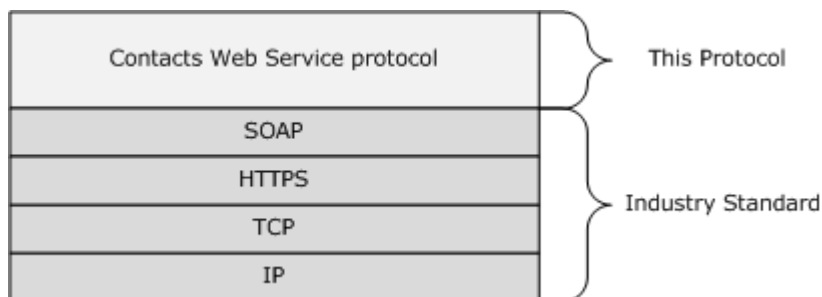 Contacts Web Service protocol
This Protocol
SOAP
HTTPS
TCP
IP
Industry Standard